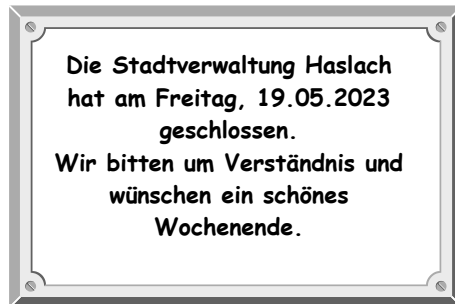 Die Stadtverwaltung Haslach
hat am Freitag, 19.05.2023
geschlossen.
Wir bitten um Verständnis und
wünschen ein schönes
Wochenende.